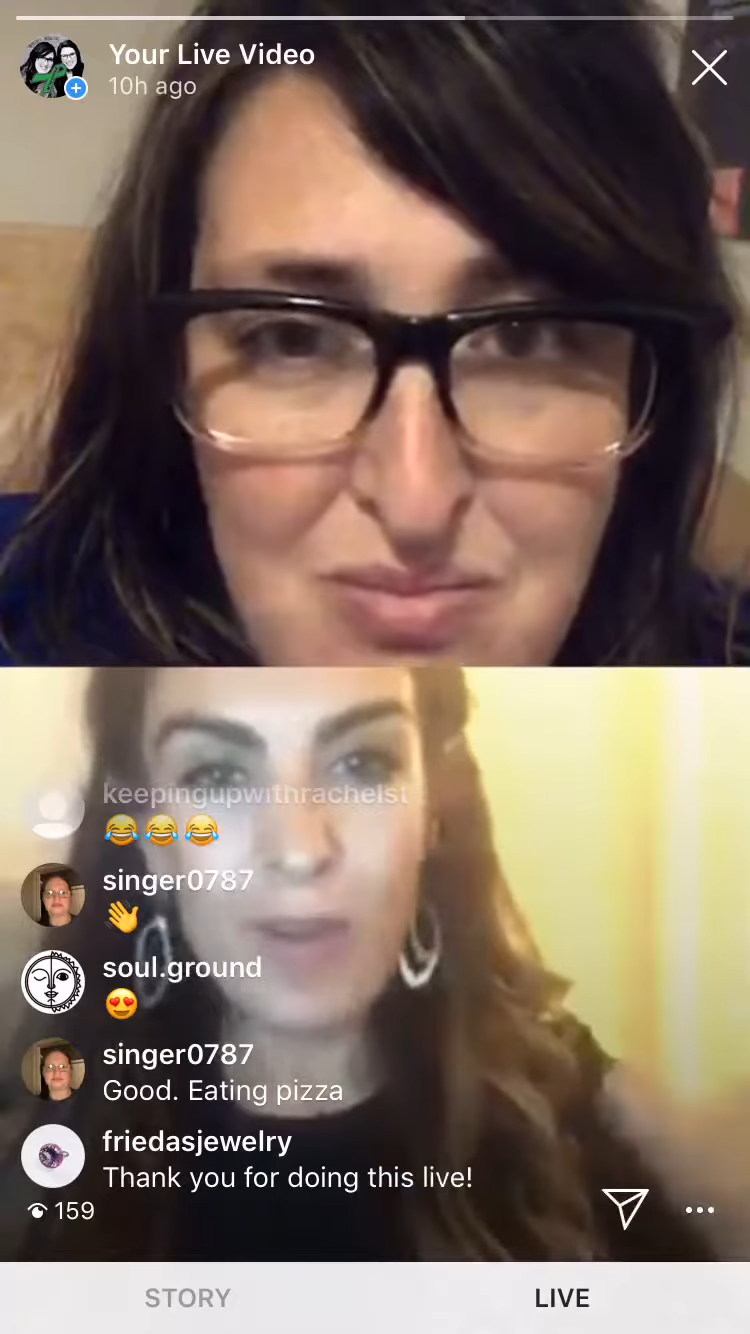 Your Live Video
10h ago
keepingupwithrachelst
😂😂😂
singer0787
👋
soul.ground
😍
singer0787
Good. Eating pizza
friedasjewelry
Thank you for doing this live!
159
STORY
LIVE